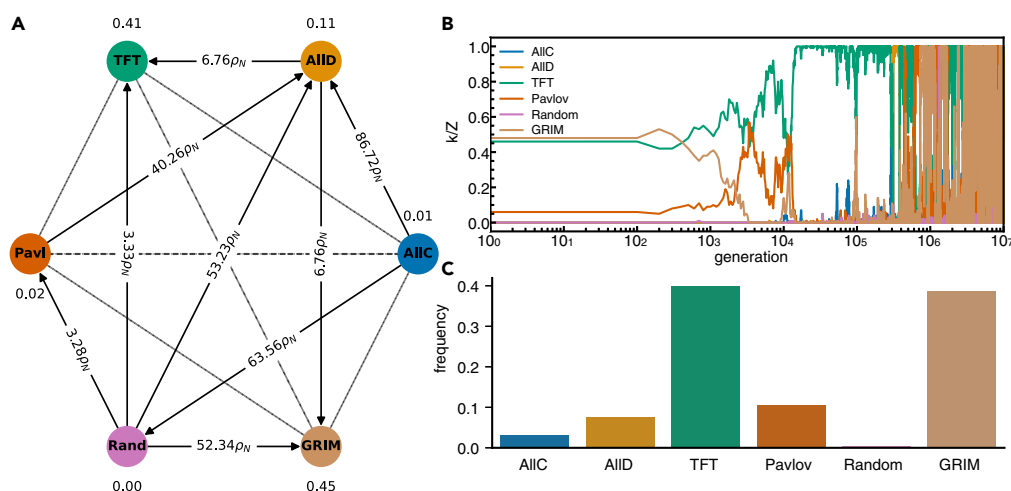 A
0.41
0.11
TFT
AllD
6.76ρN
40.26ρN
86.72ρN
3.33ρN
53.23ρN
6.76ρN
0.01
Pavl
AllC
0.02
3.28ρN
63.56ρN
Rand
52.34ρN
GRIM
0.00
0.45
B
AllC
AllD
TFT
Pavlov
Random
GRIM
k/Z
1.0
0.8
0.6
0.4
0.2
0.0
10⁰ 10¹ 10² 10³ 10⁴ 10⁵ 10⁶ 10⁷
generation
C
frequency
0.4
0.3
0.2
0.1
0.0
AllC AllD TFT Pavlov Random GRIM